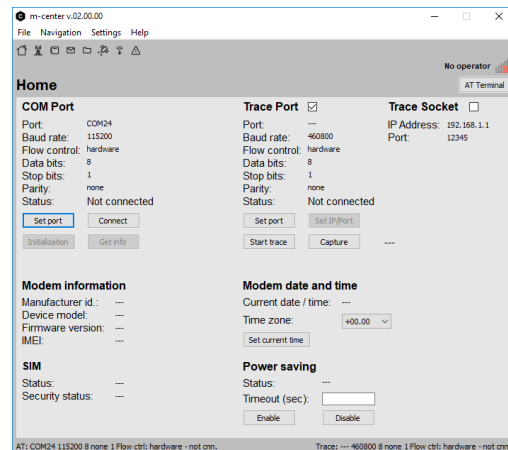 m-center v.02.00.00
File Navigation Settings Help
No operator
Home
AT Terminal
COM Port
Port: COM24
Baud rate: 115200
Flow control: hardware
Data bits: 8
Stop bits: 1
Parity: none
Status: Not connected
Set port Connect
Initialization Get info
Trace Port
Port: ---
Baud rate: 460800
Flow control: hardware
Data bits: 8
Stop bits: 1
Parity: none
Status: Not connected
Set port Set IP/Port
Start trace Capture ---
Trace Socket
IP Address: 192.168.1.1
Port: 12345
Modem information
Manufacturer id.: ---
Device model: ---
Firmware version: ---
IMEI: ---
Modem date and time
Current date / time: ---
Time zone: +00.00
Set current time
SIM
Status: ---
Security status: ---
Power saving
Status: ---
Timeout (sec):
Enable Disable
AT: COM24 115200 8 none 1 Flow ctrl: hardware - not cnn.
Trace: --- 460800 8 none 1 Flow ctrl: hardware - not cnn